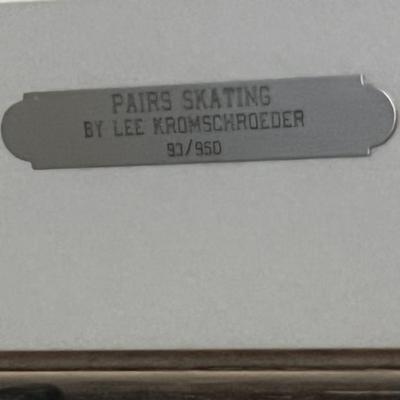 PAIRS SKATING
BY LEE KROMSCHROEDER
93/950